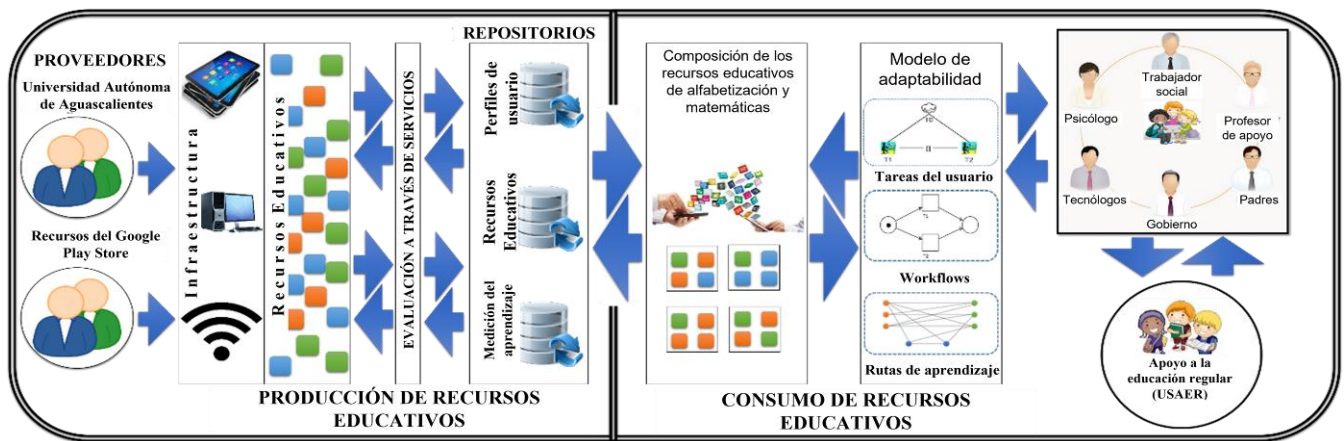 PROVEEDORES
Universidad Autónoma
de Aguascalientes
Recursos del Google
Play Store
Infraestructura
Recursos Educativos
EVALUACIÓN A TRAVÉS DE SERVICIOS
REPOSITORIOS
Perfiles de
usuario
Recursos
Educativos
Medición del
aprendizaje
PRODUCCIÓN DE RECURSOS
EDUCATIVOS
Composición de los
recursos educativos
de alfabetización y
matemáticas
Modelo de
adaptabilidad
T1
T2
Tareas del usuario
Workflows
Rutas de aprendizaje
CONSUMO DE RECURSOS
EDUCATIVOS
Trabajador
social
Psicólogo
Profesor
de apoyo
Tecnólogos
Padres
Gobierno
Apoyo a la
educación regular
(USAER)